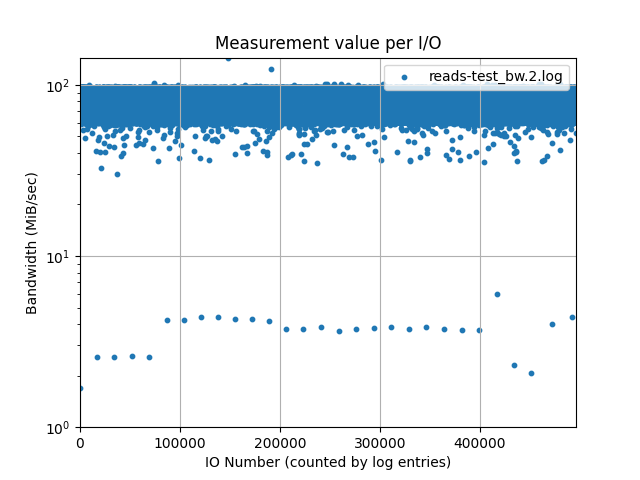 Measurement value per I/O
reads-test_bw.2.log
Bandwidth (MiB/sec)
10²
10¹
10⁰
0 100000 200000 300000 400000
IO Number (counted by log entries)